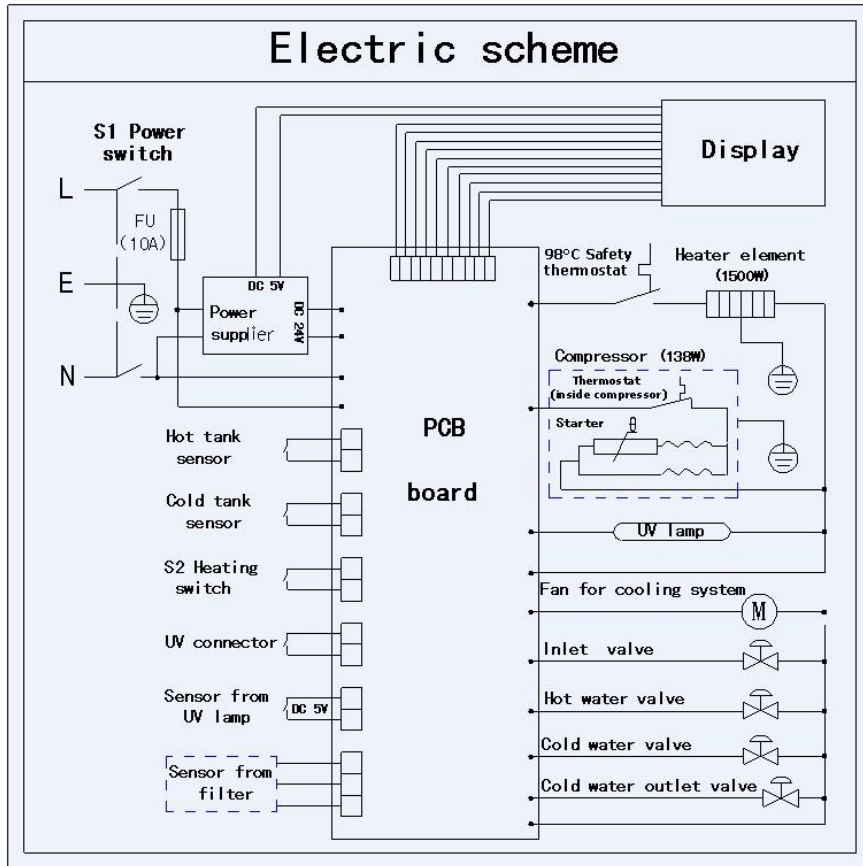 Electric scheme
S1 Power
switch
Display
L
FU
(10A)
E
N
DC 5V
DC 24V
Power
supplier
98°C Safety
thermostat
Heater element
(1500W)
Compressor (138W)
Thermostat
(inside compressor)
Starter
θ
PCB
board
Hot tank
sensor
Cold tank
sensor
S2 Heating
switch
UV connector
Sensor from
UV lamp
DC 5V
Sensor from
filter
UV lamp
Fan for cooling system
M
Inlet valve
Hot water valve
Cold water valve
Cold water outlet valve